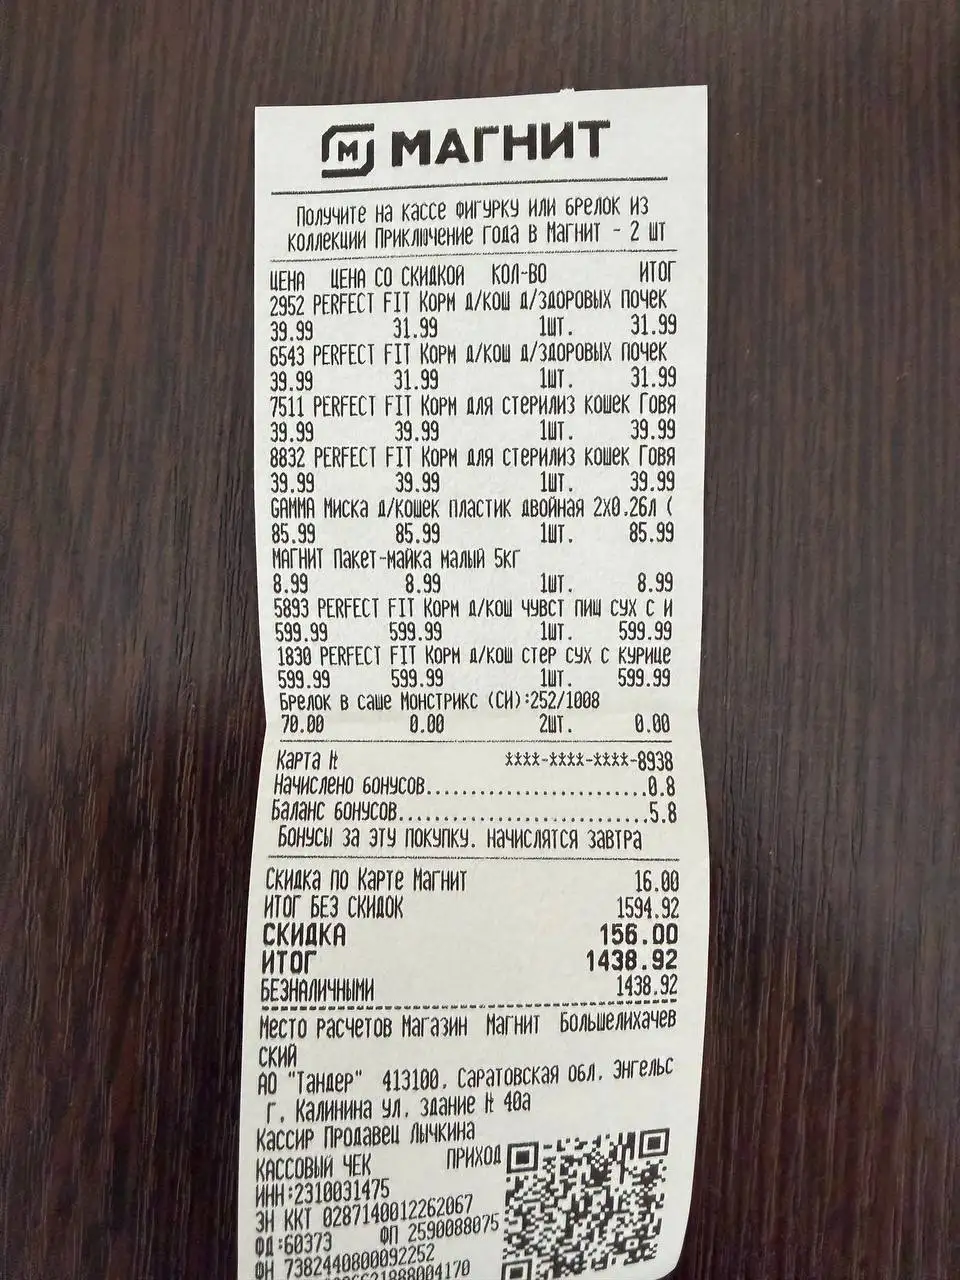 МАГНИТ
Получите на кассе фигурку или брелок из
коллекции Приключение года в Магнит - 2 шт
ЦЕНА ЦЕНА СО СКИДКОЙ КОЛ-ВО ИТОГ
2952 PERFECT FIT Корм д/кош д/здоровых почек
39.99 31.99 1шт. 31.99
6543 PERFECT FIT Корм д/кош д/здоровых почек
39.99 31.99 1шт. 31.99
7511 PERFECT FIT Корм для стерилиз кошек Говя
39.99 39.99 1шт. 39.99
8832 PERFECT FIT Корм для стерилиз кошек Говя
39.99 39.99 1шт. 39.99
GAMMA Миска д/кошек пластик двойная 2х0.26л (
85.99 85.99 1шт. 85.99
МАГНИТ Пакет-майка малый 5кг
8.99 8.99 1шт. 8.99
5893 PERFECT FIT Корм д/кош чувст пищ сух с и
599.99 599.99 1шт. 599.99
1830 PERFECT FIT Корм д/кош стер сух с курице
599.99 599.99 1шт. 599.99
Брелок в саше Монстрикс (СИ):252/1008
70.00 0.00 2шт. 0.00
Карта № ****-****-****-8938
Начислено бонусов..........................0.8
Баланс бонусов.............................5.8
Бонусы за эту покупку. начислятся завтра
Скидка по Карте Магнит 16.00
ИТОГ БЕЗ СКИДОК 1594.92
СКИДКА 156.00
ИТОГ 1438.92
БЕЗНАЛИЧНЫМИ 1438.92
Место расчетов Магазин Магнит Большелихачев
ский
АО "Тандер" 413100, Саратовская обл. Энгельс
г. Калинина ул. здание № 40а
Кассир Продавец Лычкина
КАССОВЫЙ ЧЕК ПРИХОД
ИНН:2310031475
ЗН ККТ 0287140012262067
ФД:60373 ФП 2590088075
ФН 7382440800092252